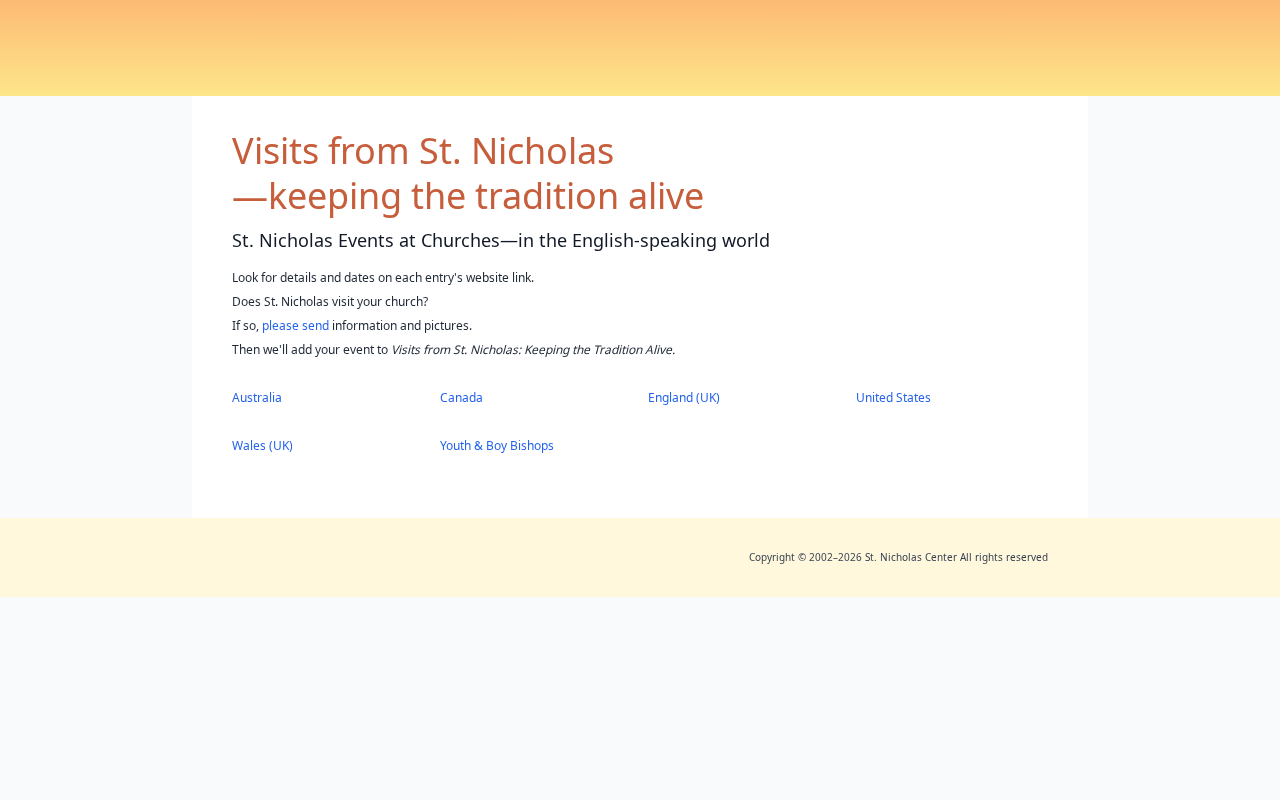 Visits from St. Nicholas
—keeping the tradition alive
St. Nicholas Events at Churches—in the English-speaking world
Look for details and dates on each entry's website link.
Does St. Nicholas visit your church?
If so, please send information and pictures.
Then we'll add your event to Visits from St. Nicholas: Keeping the Tradition Alive.
Australia
Canada
England (UK)
United States
Wales (UK)
Youth & Boy Bishops
Copyright © 2002–2026 St. Nicholas Center All rights reserved